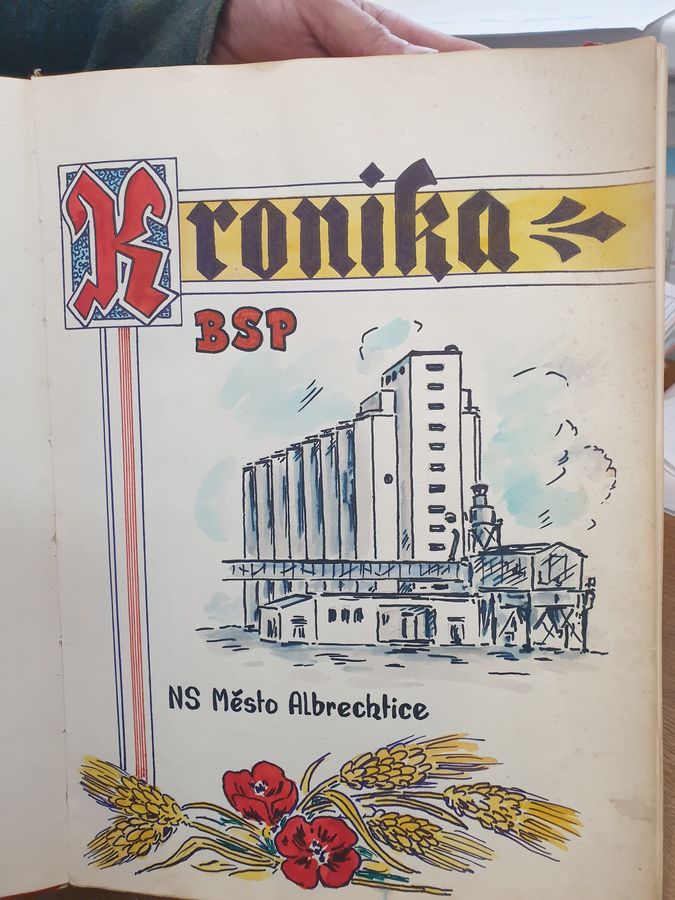 Kronika
BSP
NS Město Albrechtice